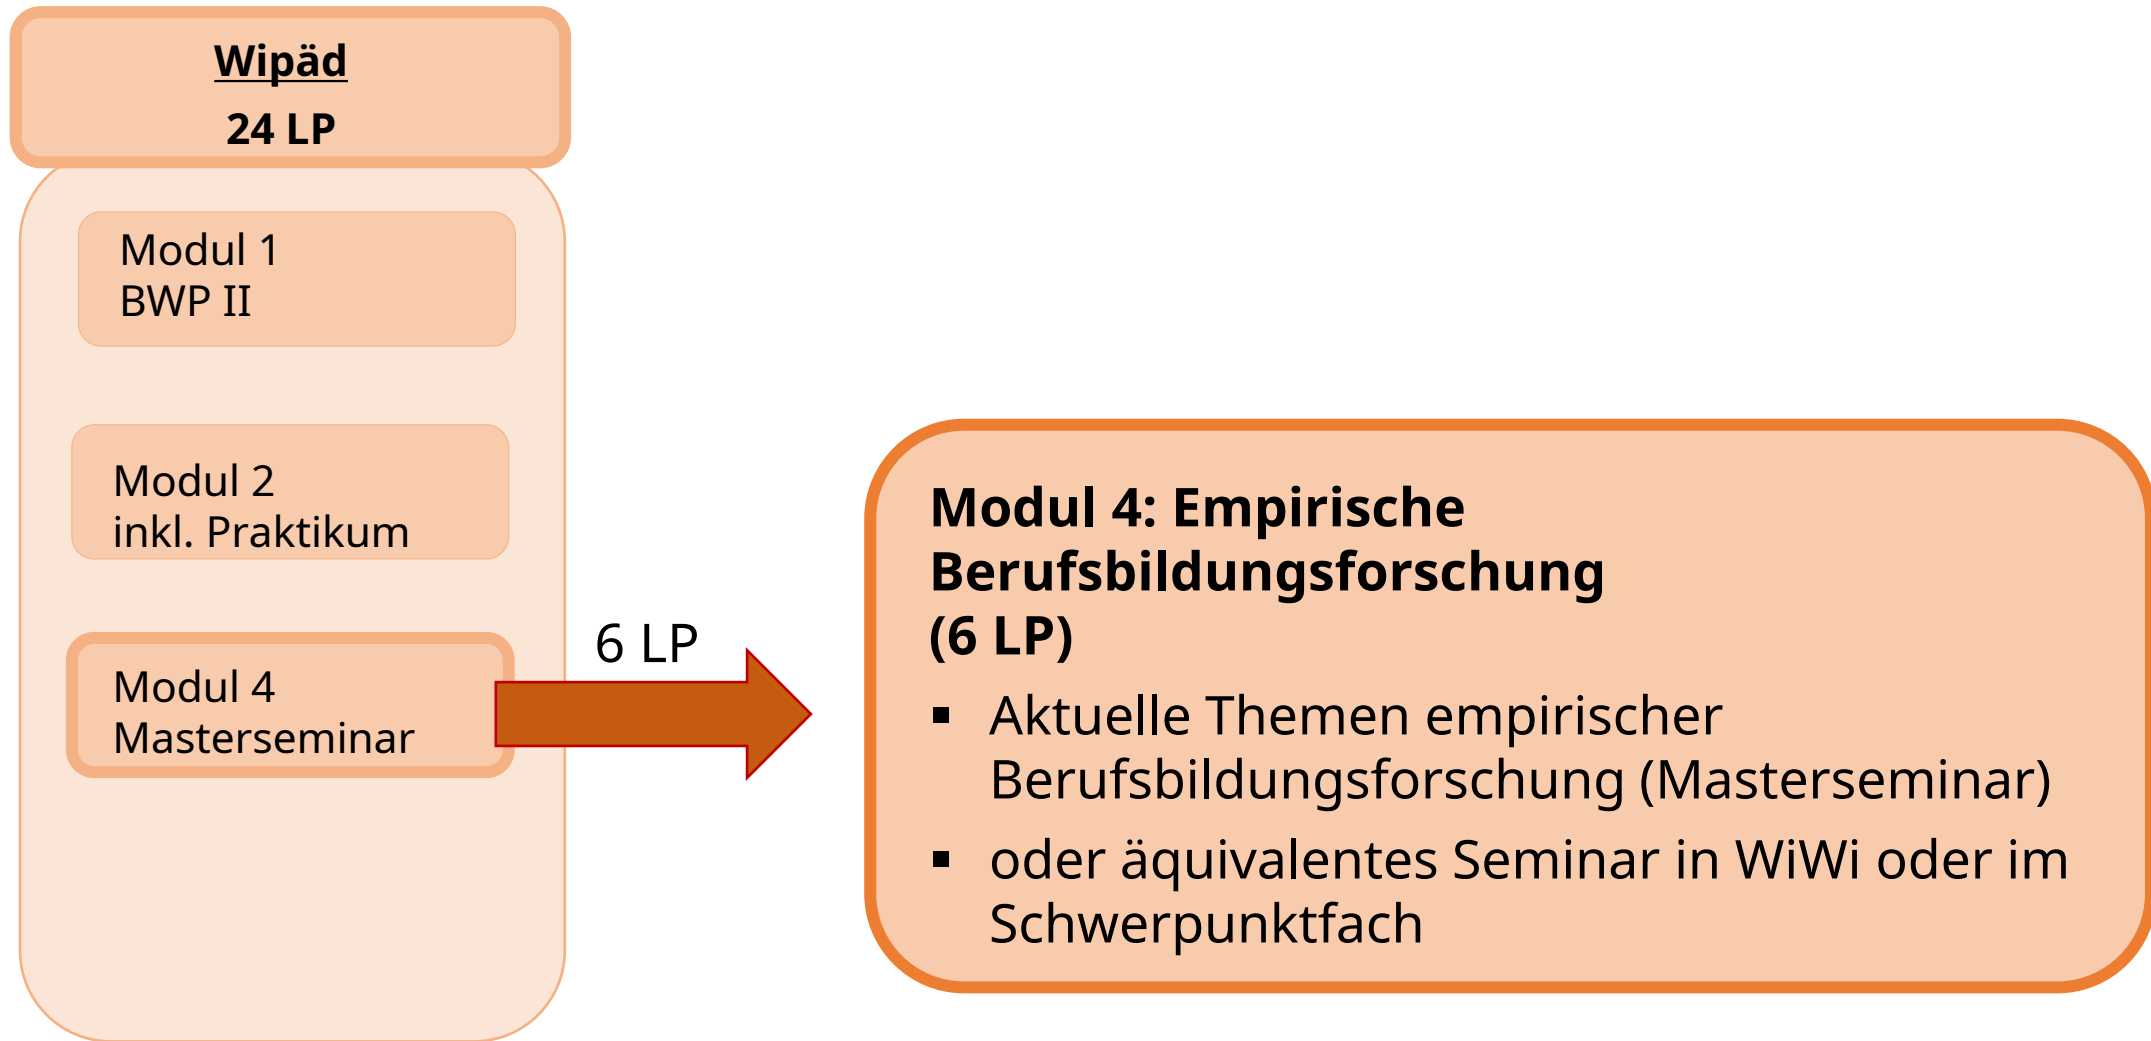 Wipäd
24 LP
Modul 1
BWP II
Modul 2
inkl. Praktikum
Modul 4
Masterseminar
6 LP
Modul 4: Empirische
Berufsbildungsforschung
(6 LP)
▪ Aktuelle Themen empirischer
Berufsbildungsforschung (Masterseminar)
▪ oder äquivalentes Seminar in WiWi oder im
Schwerpunktfach